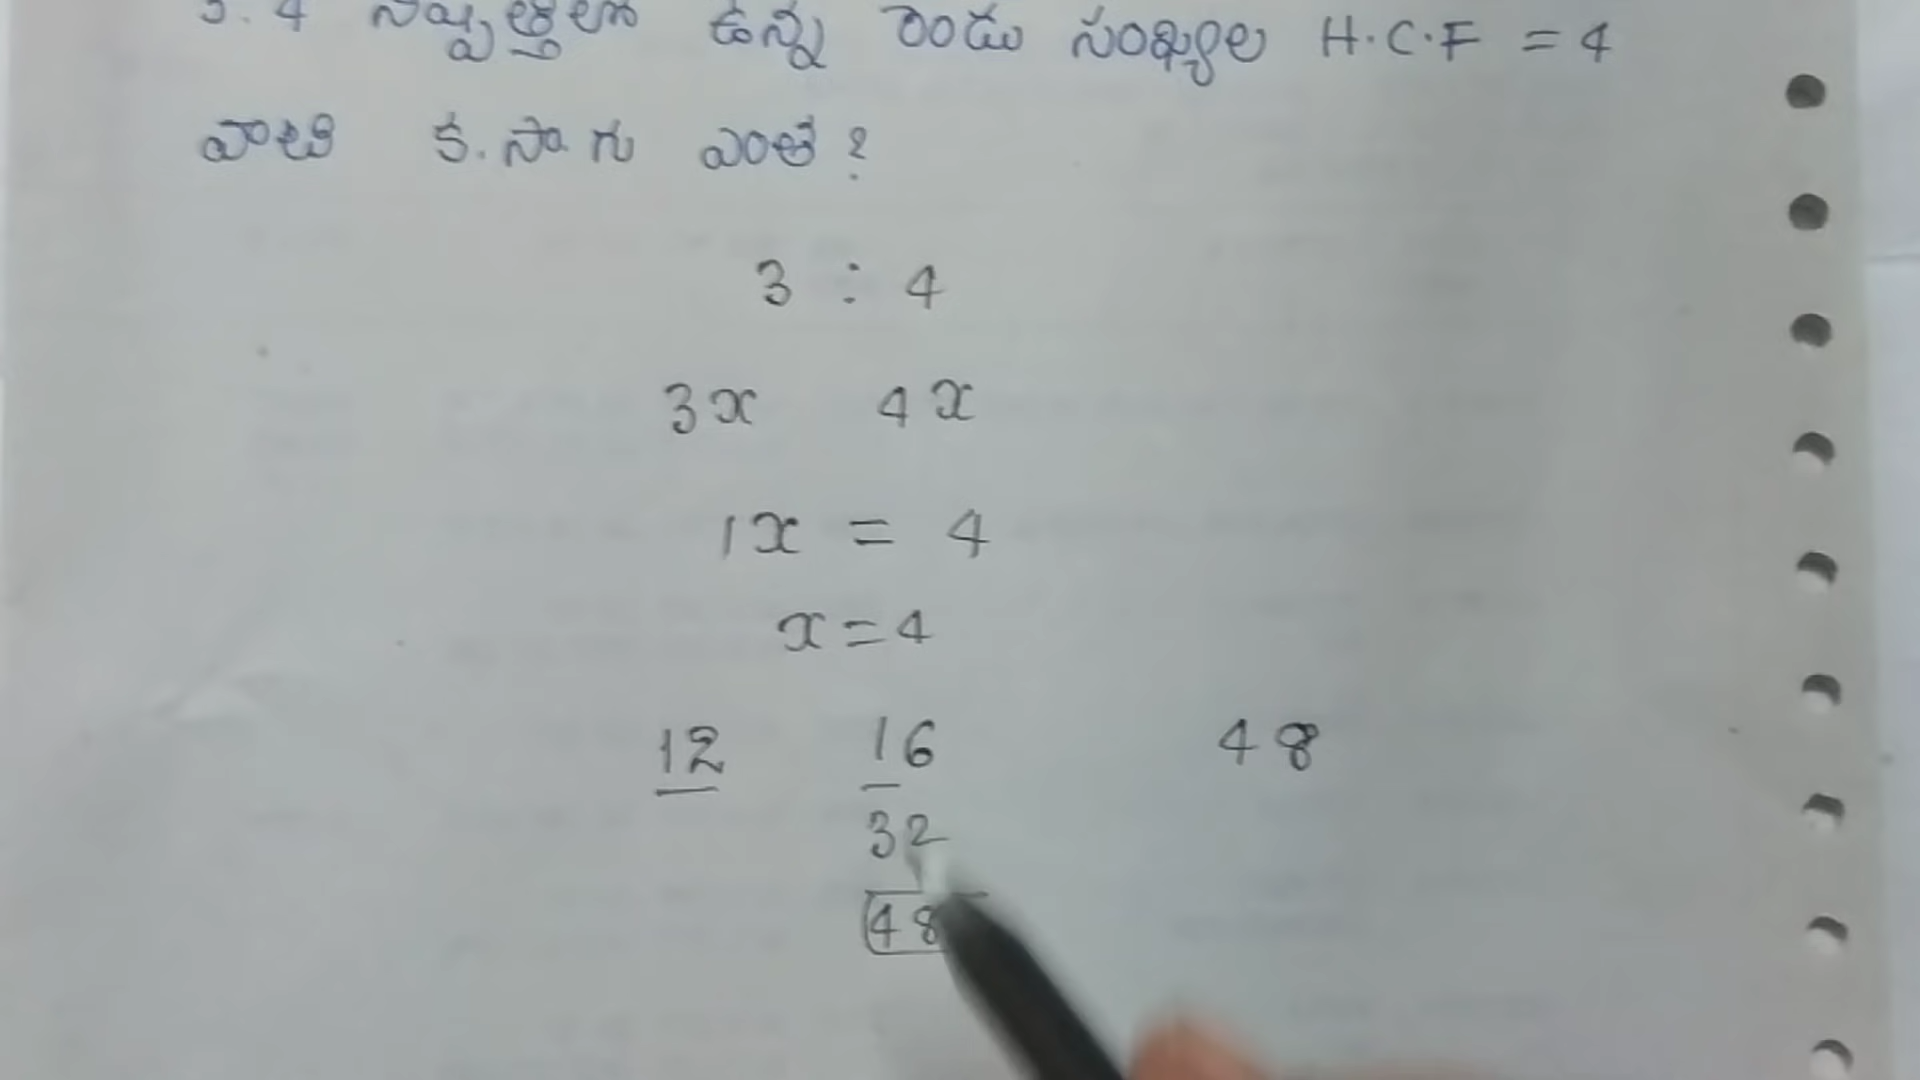 3:4 నిష్పత్తిలో ఉన్న రెండు సంఖ్యల H.C.F = 4
వాటి క.సా.గు ఎంత?
3 : 4
3x 4x
1x = 4
x = 4
12 16 48
32
48